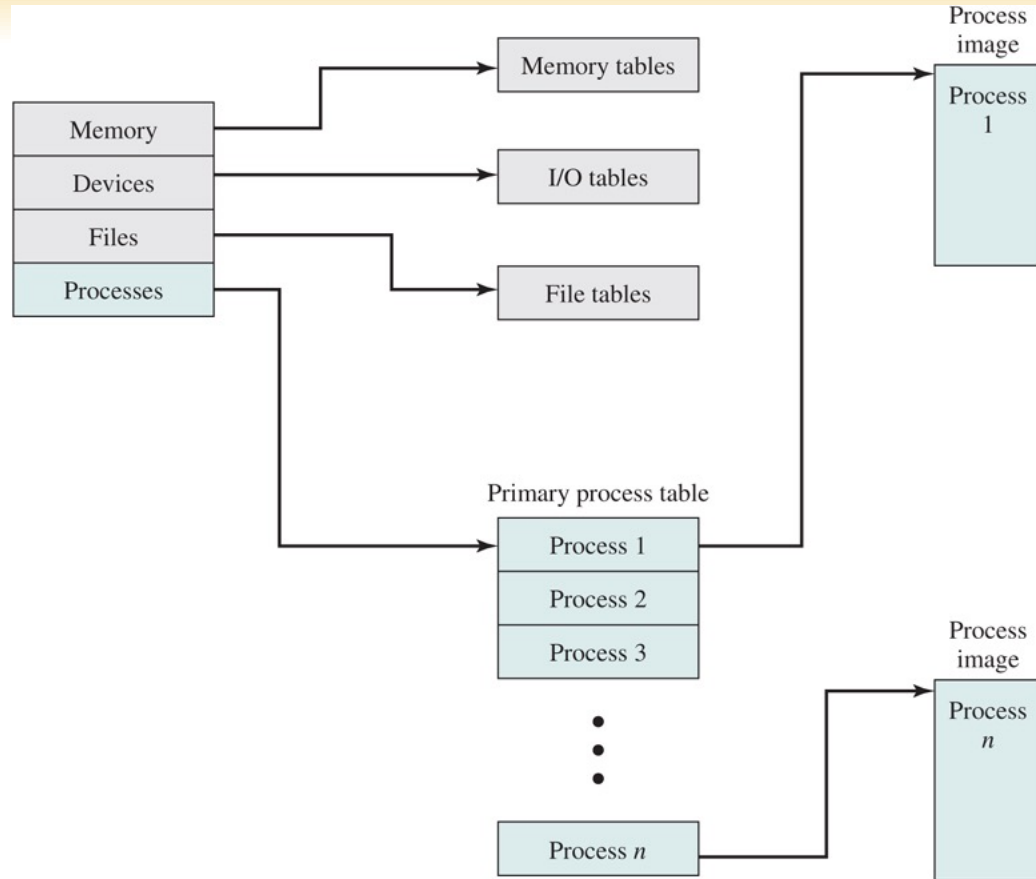 Memory
Devices
Files
Processes
Memory tables
I/O tables
File tables
Primary process table
Process 1
Process 2
Process 3
Process n
Process
image
Process
1
Process
image
Process
n